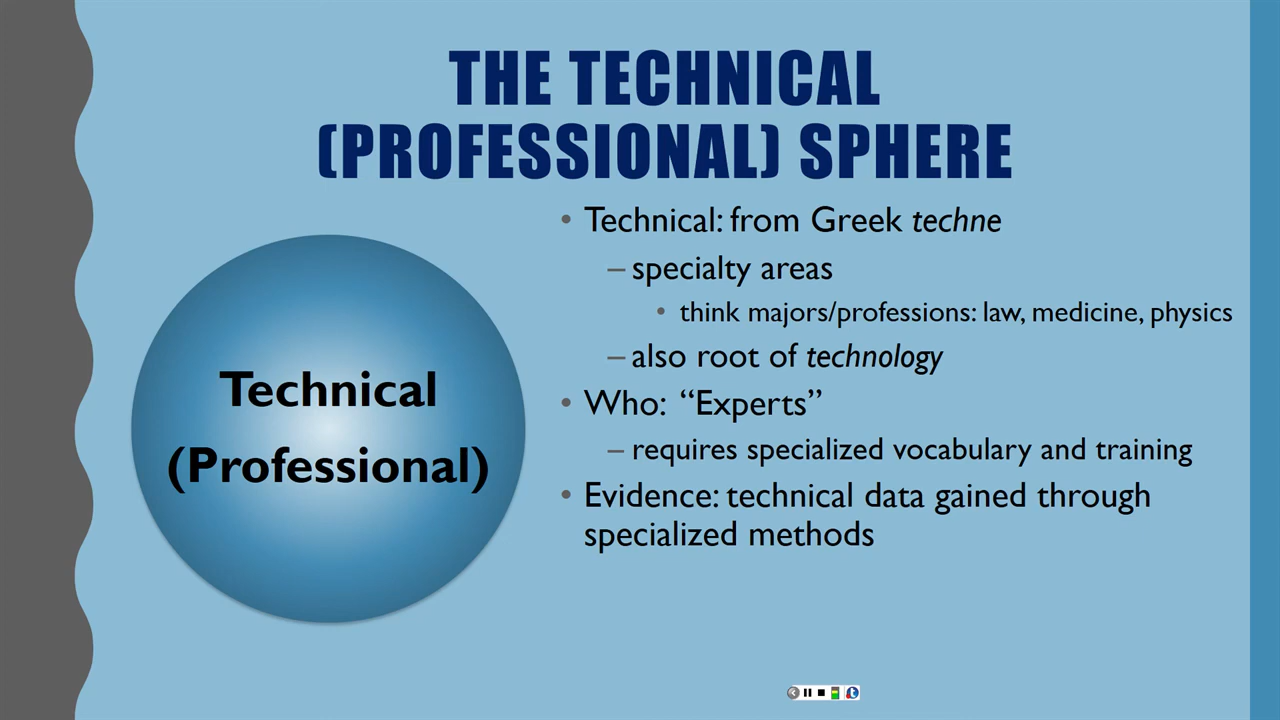 THE TECHNICAL
(PROFESSIONAL) SPHERE
Technical
(Professional)
• Technical: from Greek techne
– specialty areas
• think majors/professions: law, medicine, physics
– also root of technology
• Who: “Experts”
– requires specialized vocabulary and training
• Evidence: technical data gained through
specialized methods